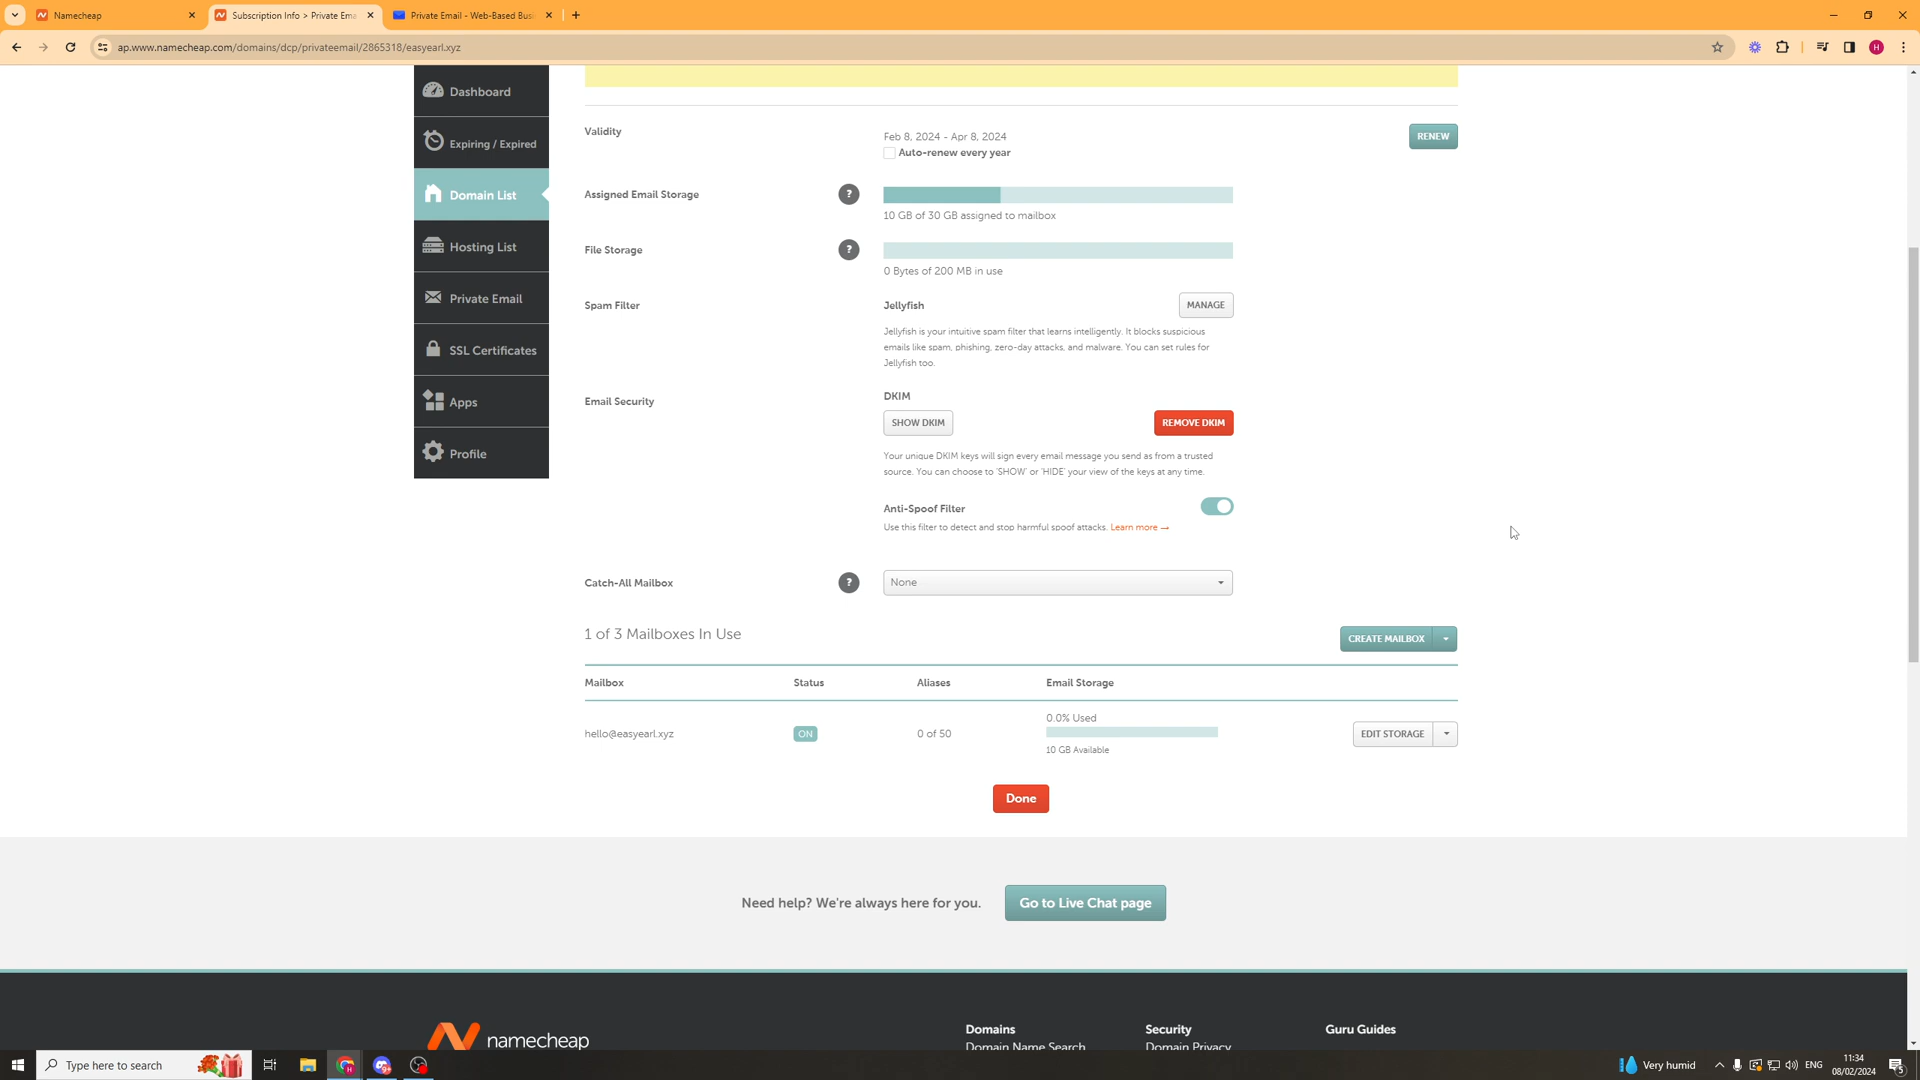 Namecheap
Subscription Info > Private Ema
Private Email - Web-Based Busi
ap.www.namecheap.com/domains/dcp/privateemail/2865318/easyearl.xyz
H
Dashboard
Expiring / Expired
Domain List
Hosting List
Private Email
SSL Certificates
Apps
Profile
Validity
Feb 8, 2024 - Apr 8, 2024
Auto-renew every year
RENEW
Assigned Email Storage
?
10 GB of 30 GB assigned to mailbox
File Storage
?
0 Bytes of 200 MB in use
Spam Filter
Jellyfish
MANAGE
Jellyfish is your intuitive spam filter that learns intelligently. It blocks suspicious
emails like spam, phishing, zero-day attacks, and malware. You can set rules for
Jellyfish too.
Email Security
DKIM
SHOW DKIM
REMOVE DKIM
Your unique DKIM keys will sign every email message you send as from a trusted
source. You can choose to 'SHOW' or 'HIDE' your view of the keys at any time.
Anti-Spoof Filter
Use this filter to detect and stop harmful spoof attacks. Learn more →
Catch-All Mailbox
?
None
1 of 3 Mailboxes In Use
CREATE MAILBOX
Mailbox Status Aliases Email Storage
0.0% Used
hello@easyearl.xyz ON 0 of 50
EDIT STORAGE
10 GB Available
Done
Need help? We're always here for you.
Go to Live Chat page
namecheap
Domains
Domain Name Search
Security
Domain Privacy
Guru Guides
Type here to search
Very humid
ENG
11:34
08/02/2024